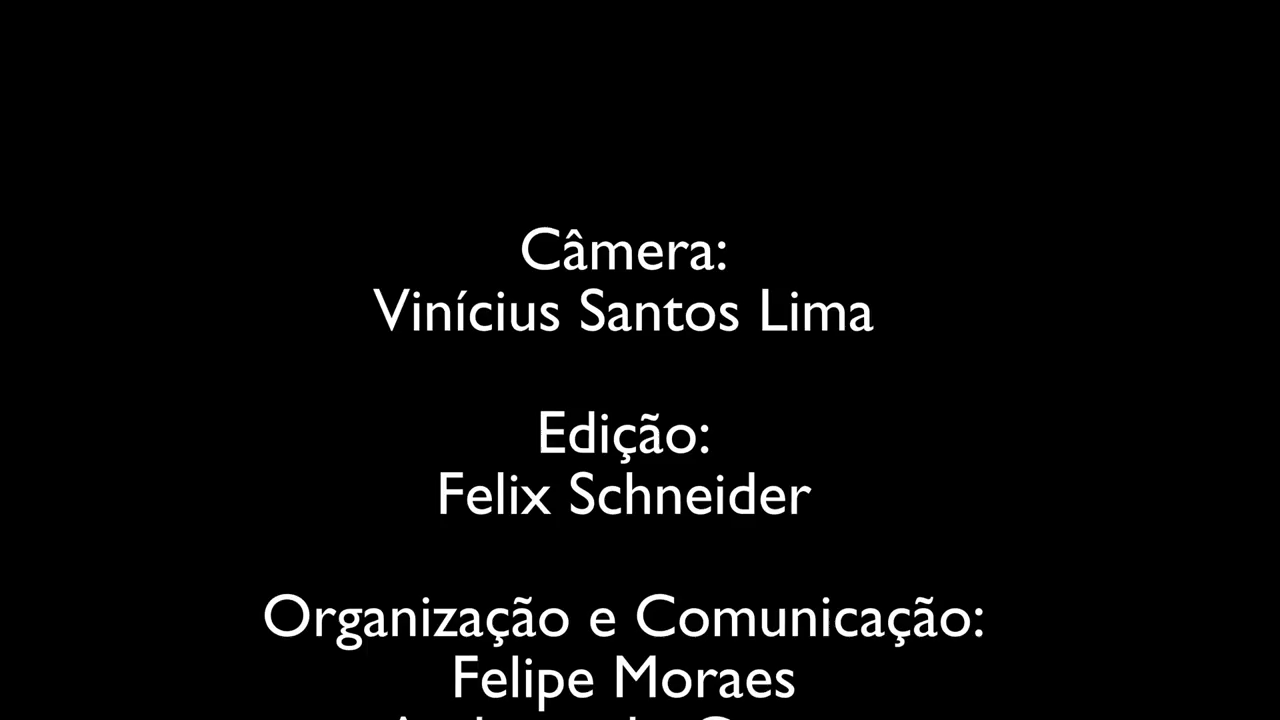 Câmera:
Vinícius Santos Lima
Edição:
Felix Schneider
Organização e Comunicação:
Felipe Moraes